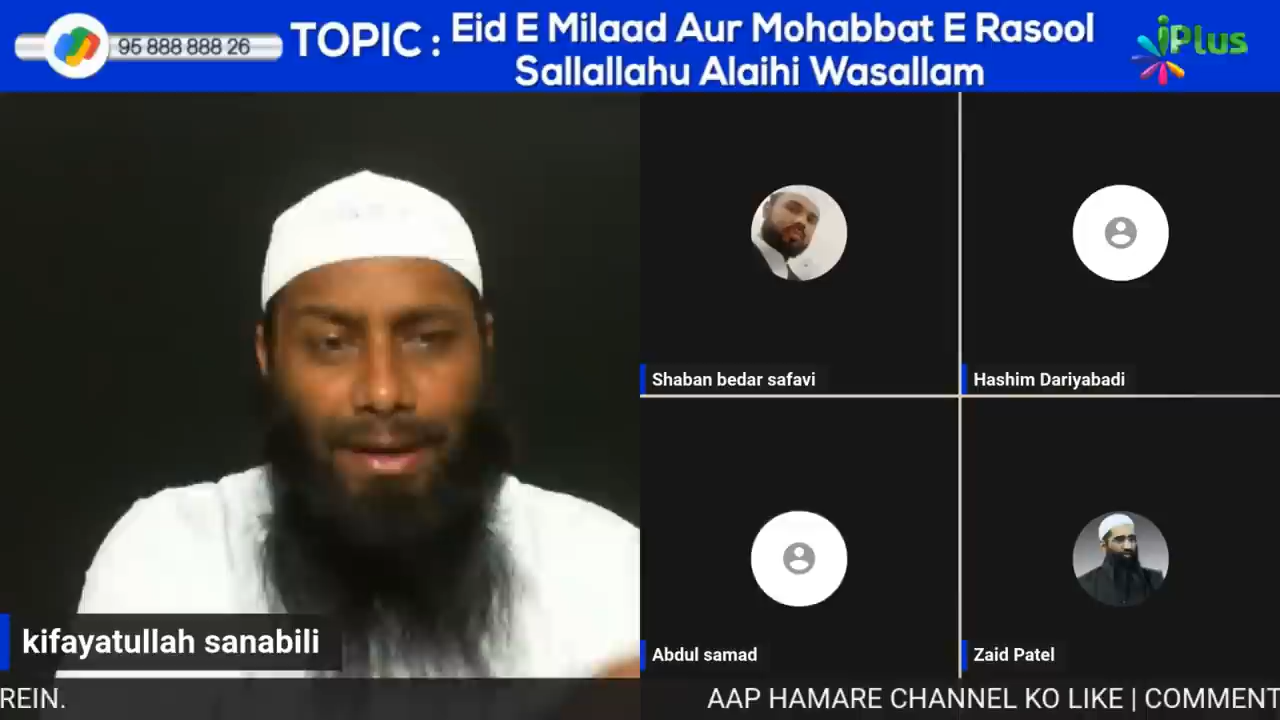 95 888 888 26
TOPIC : Eid E Milaad Aur Mohabbat E Rasool
Sallallahu Alaihi Wasallam
iPlus
Shaban bedar safavi
Hashim Dariyabadi
kifayatullah sanabili
Abdul samad
Zaid Patel
REIN.
AAP HAMARE CHANNEL KO LIKE | COMMENT